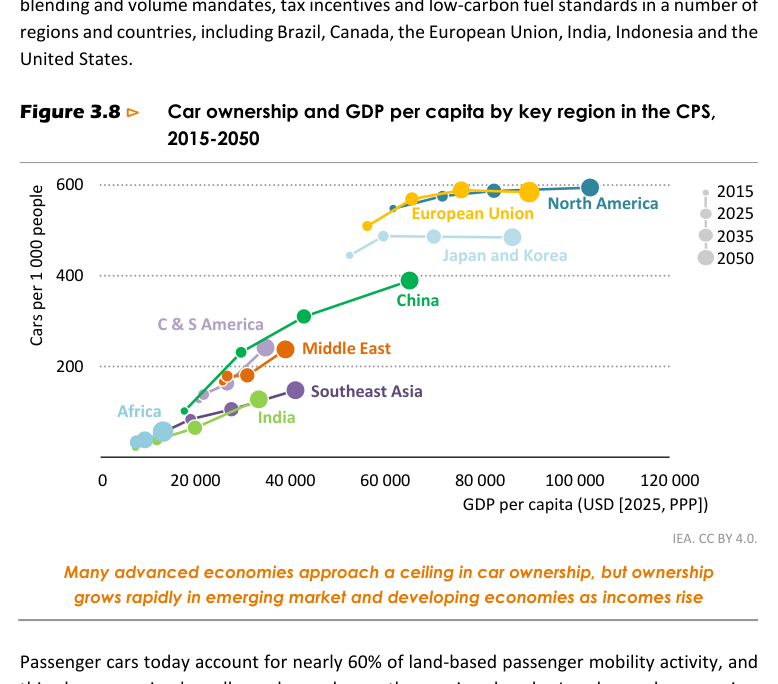 blending and volume mandates, tax incentives and low-carbon fuel standards in a number of
regions and countries, including Brazil, Canada, the European Union, India, Indonesia and the
United States.
Figure 3.8 ▻ Car ownership and GDP per capita by key region in the CPS,
2015-2050
Cars per 1 000 people
600
400
200
European Union
North America
Japan and Korea
China
C & S America
Middle East
Southeast Asia
Africa
India
2015
2025
2035
2050
0 20 000 40 000 60 000 80 000 100 000 120 000
GDP per capita (USD [2025, PPP])
IEA. CC BY 4.0.
Many advanced economies approach a ceiling in car ownership, but ownership
grows rapidly in emerging market and developing economies as incomes rise
Passenger cars today account for nearly 60% of land-based passenger mobility activity, and